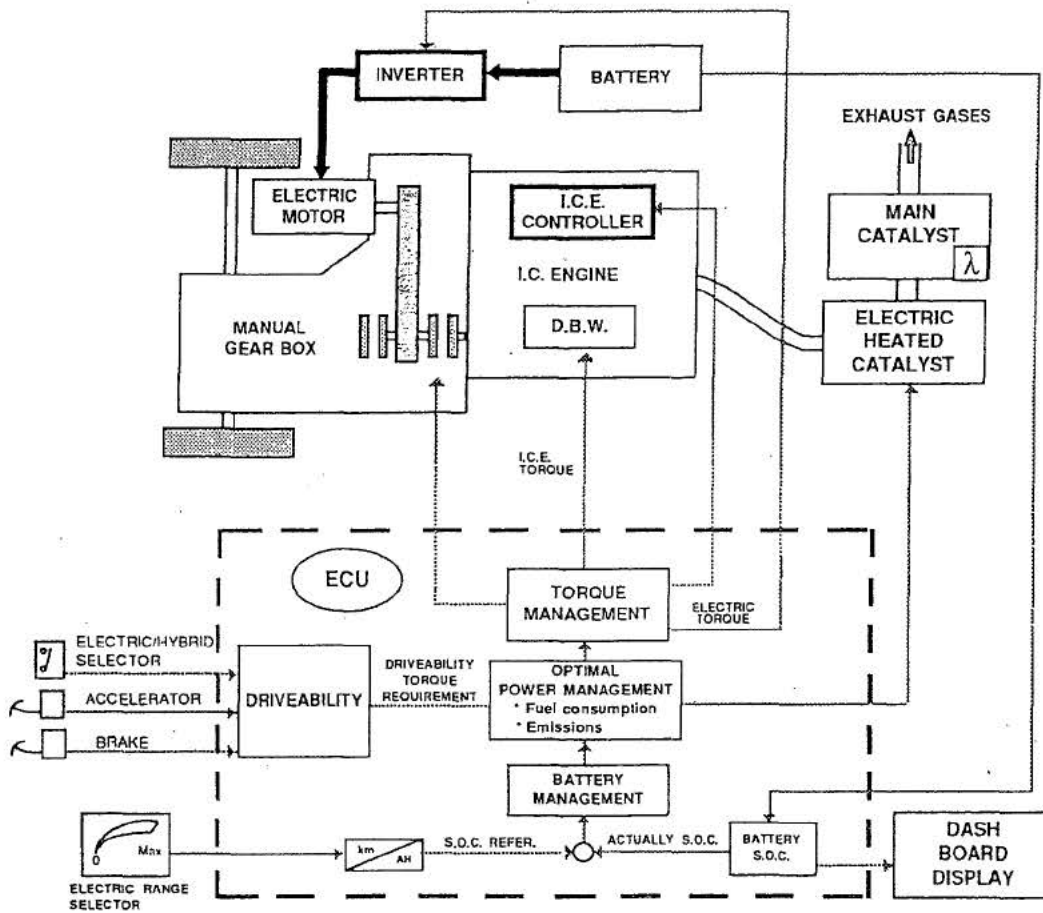 INVERTER
BATTERY
EXHAUST GASES
ELECTRIC
MOTOR
I.C.E.
CONTROLLER
MAIN
CATALYST
λ
I.C. ENGINE
MANUAL
GEAR BOX
D.B.W.
ELECTRIC
HEATED
CATALYST
I.C.E.
TORQUE
ECU
TORQUE
MANAGEMENT
ELECTRIC
TORQUE
ELECTRIC/HYBRID
SELECTOR
ACCELERATOR
BRAKE
DRIVEABILITY
DRIVEABILITY
TORQUE
REQUIREMENT
OPTIMAL
POWER MANAGEMENT
* Fuel consumption
* Emissions
BATTERY
MANAGEMENT
0 Max
ELECTRIC RANGE
SELECTOR
km
AH
S.O.C. REFER.
ACTUALLY S.O.C.
BATTERY
S.O.C.
DASH
BOARD
DISPLAY